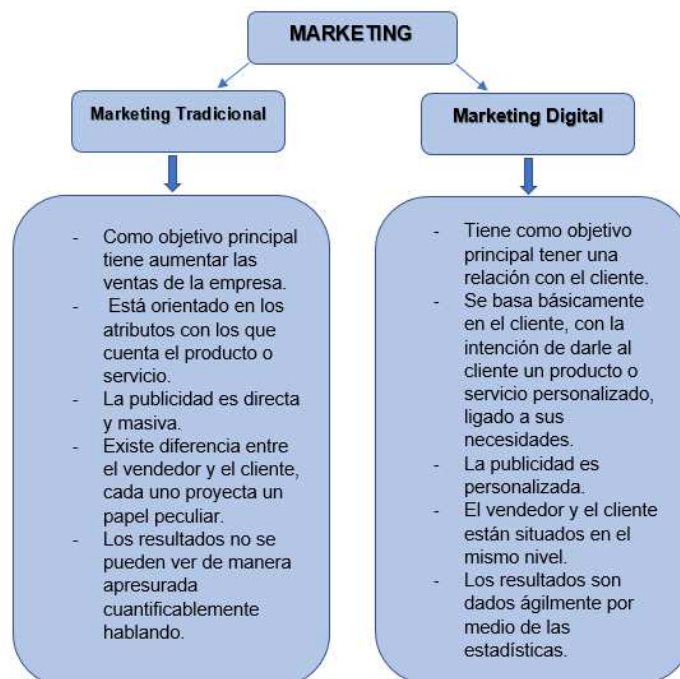 MARKETING
Marketing Tradicional
Marketing Digital
- Como objetivo principal
tiene aumentar las
ventas de la empresa.
- Está orientado en los
atributos con los que
cuenta el producto o
servicio.
- La publicidad es directa
y masiva.
- Existe diferencia entre
el vendedor y el cliente,
cada uno proyecta un
papel peculiar.
- Los resultados no se
pueden ver de manera
apresurada
cuantificablemente
hablando.
- Tiene como objetivo
principal tener una
relación con el cliente.
- Se basa básicamente
en el cliente, con la
intención de darle al
cliente un producto o
servicio personalizado,
ligado a sus
necesidades.
- La publicidad es
personalizada.
- El vendedor y el cliente
están situados en el
mismo nivel.
- Los resultados son
dados ágilmente por
medio de las
estadísticas.